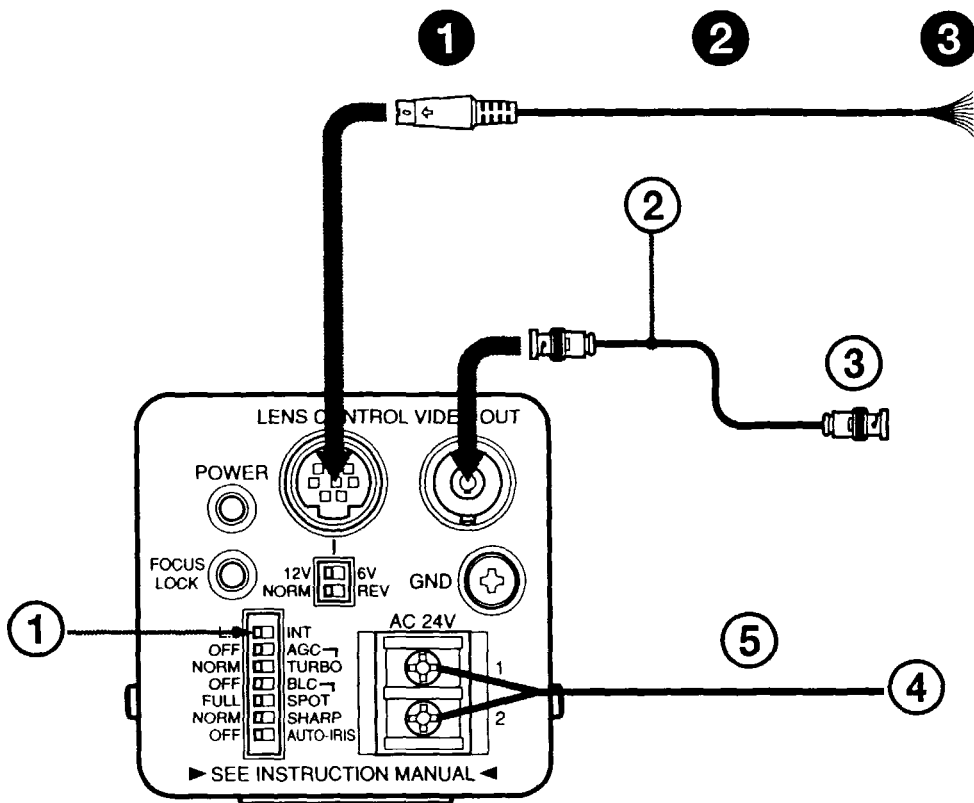 1 2 3
2
3
LENS CONTROL VIDEO OUT
POWER
FOCUS
LOCK
12V 6V
NORM REV
GND
1 INT
OFF AGC
NORM TURBO
OFF BLC
FULL SPOT
NORM SHARP
OFF AUTO-IRIS
AC 24V
1
2
5
4
► SEE INSTRUCTION MANUAL ◄